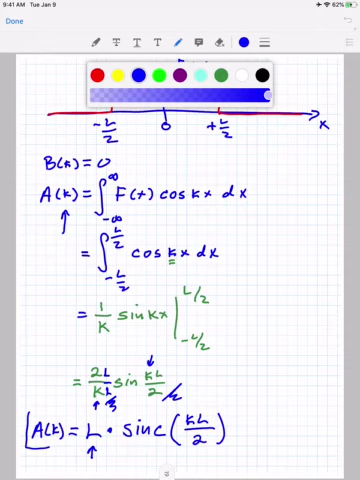 9:41 AM Tue Jan 9 97%
Done
-L/2 0 +L/2 x
B(k) = 0
A(k) = ∫_{-∞}^{∞} F(x) cos kx dx
= ∫_{-L/2}^{L/2} cos kx dx
= 1/k sin kx |_{-L/2}^{L/2}
= 2L/kL sin kL/2
A(k) = L · sinc (kL/2)